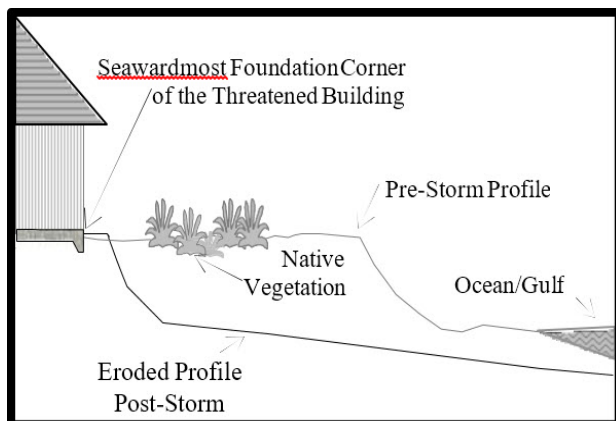 Seawardmost Foundation Corner
of the Threatened Building
Pre-Storm Profile
Native
Vegetation
Ocean/Gulf
Eroded Profile
Post-Storm